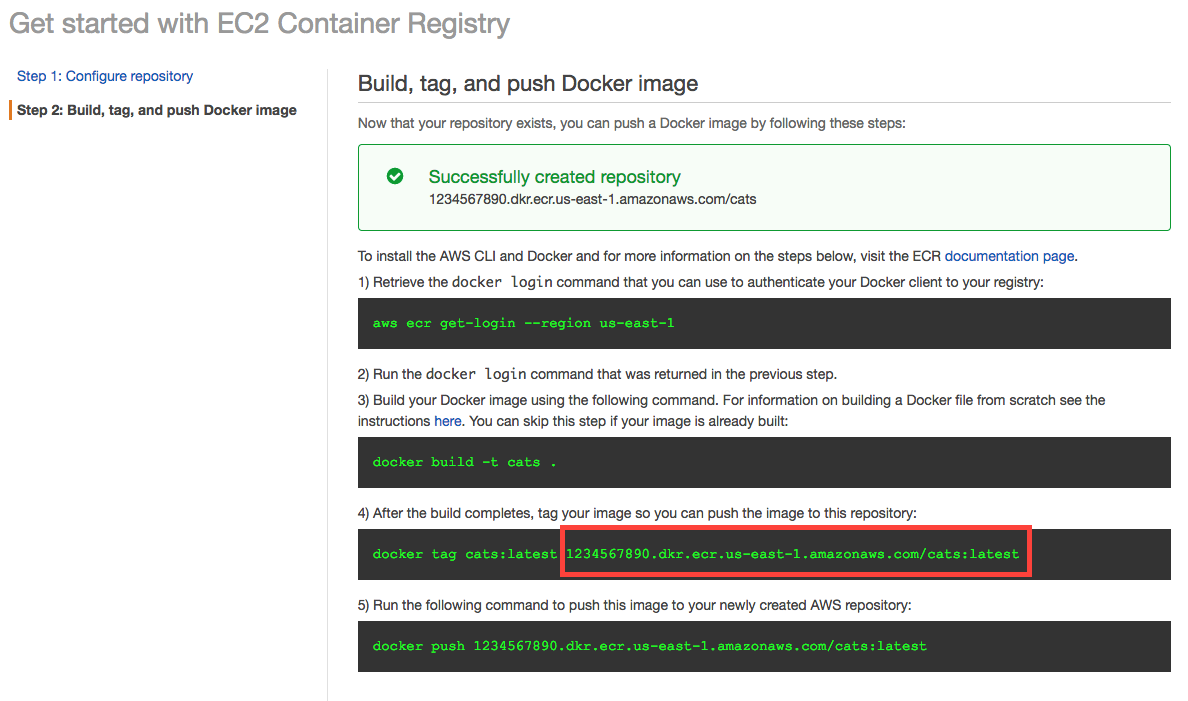 Get started with EC2 Container Registry
Step 1: Configure repository
Step 2: Build, tag, and push Docker image
Build, tag, and push Docker image
Now that your repository exists, you can push a Docker image by following these steps:
Successfully created repository
1234567890.dkr.ecr.us-east-1.amazonaws.com/cats
To install the AWS CLI and Docker and for more information on the steps below, visit the ECR documentation page.
1) Retrieve the docker login command that you can use to authenticate your Docker client to your registry:
aws ecr get-login --region us-east-1
2) Run the docker login command that was returned in the previous step.
3) Build your Docker image using the following command. For information on building a Docker file from scratch see the
instructions here. You can skip this step if your image is already built:
docker build -t cats .
4) After the build completes, tag your image so you can push the image to this repository:
docker tag cats:latest 1234567890.dkr.ecr.us-east-1.amazonaws.com/cats:latest
5) Run the following command to push this image to your newly created AWS repository:
docker push 1234567890.dkr.ecr.us-east-1.amazonaws.com/cats:latest